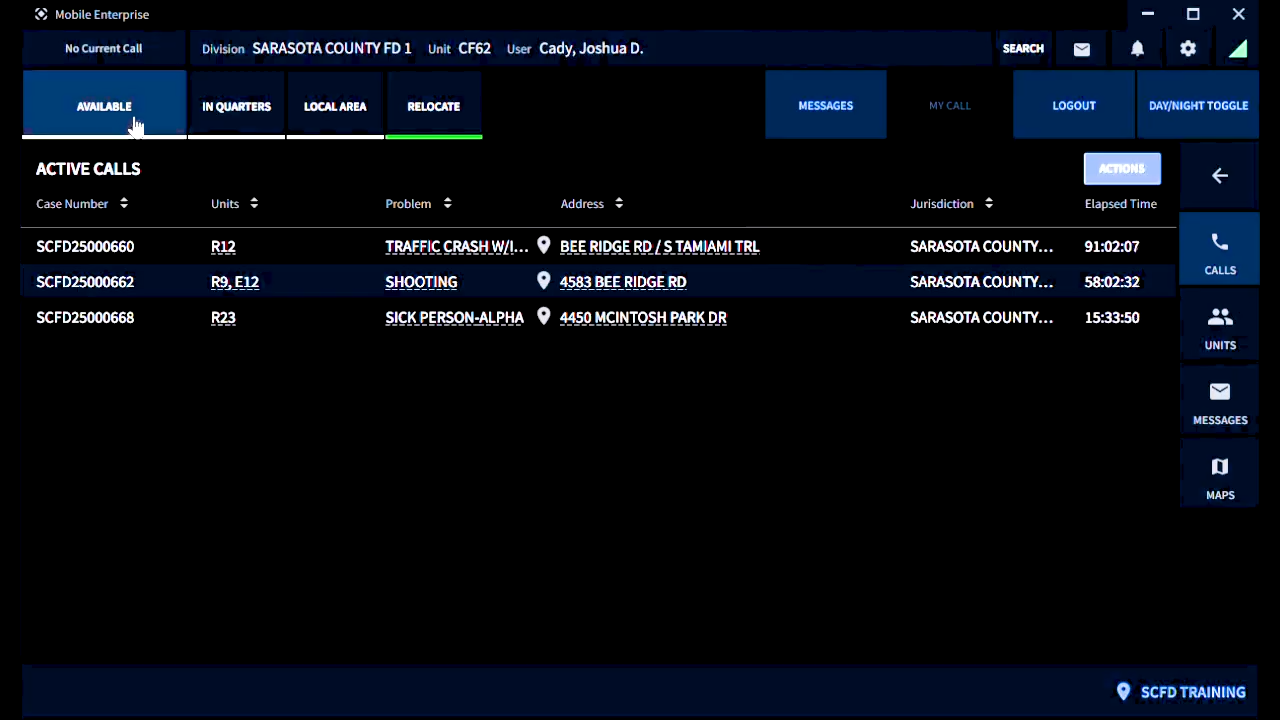 Mobile Enterprise
No Current Call Division SARASOTA COUNTY FD 1 Unit CF62 User Cady, Joshua D. SEARCH
AVAILABLE IN QUARTERS LOCAL AREA RELOCATE MESSAGES MY CALL LOGOUT DAY/NIGHT TOGGLE
ACTIVE CALLS ACTIONS
Case Number Units Problem Address Jurisdiction Elapsed Time
SCFD25000660 R12 TRAFFIC CRASH W/I... BEE RIDGE RD / S TAMIAMI TRL SARASOTA COUNTY... 91:02:07
SCFD25000662 R9, E12 SHOOTING 4583 BEE RIDGE RD SARASOTA COUNTY... 58:02:32
SCFD25000668 R23 SICK PERSON-ALPHA 4450 MCINTOSH PARK DR SARASOTA COUNTY... 15:33:50
CALLS
UNITS
MESSAGES
MAPS
SCFD TRAINING